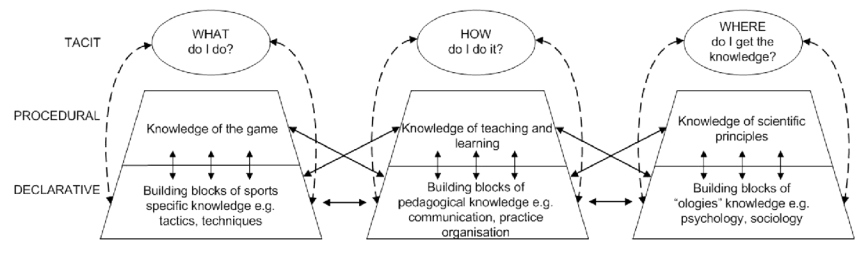 TACIT
WHAT
do I do?
HOW
do I do it?
WHERE
do I get the
knowledge?
PROCEDURAL
Knowledge of the game
Knowledge of teaching and
learning
Knowledge of scientific
principles
DECLARATIVE
Building blocks of sports
specific knowledge e.g.
tactics, techniques
Building blocks of
pedagogical knowledge e.g.
communication, practice
organisation
Building blocks of
“ologies” knowledge e.g.
psychology, sociology